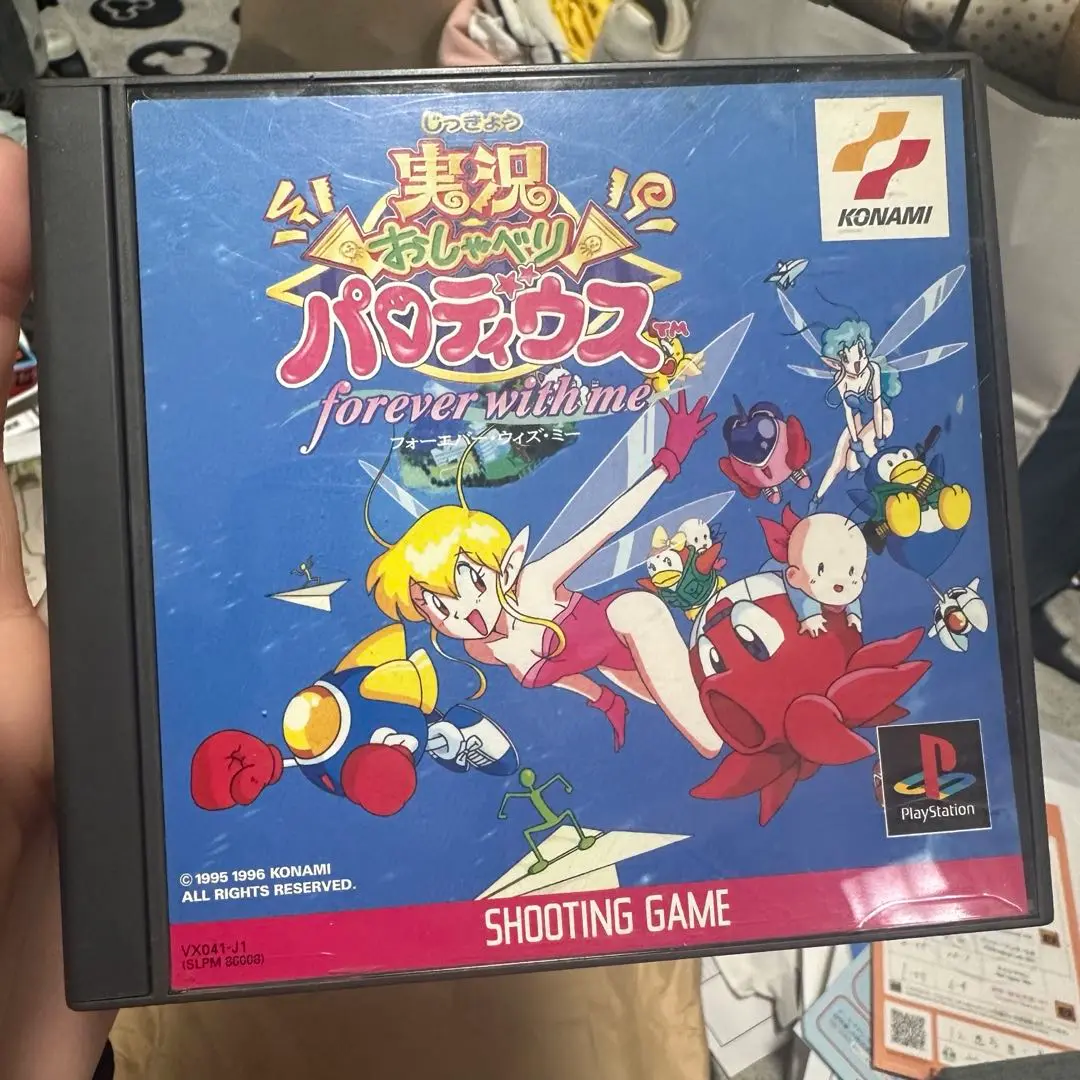 じっきょう
実況
おしゃべり
パロディウス™
forever with me
フォーエバー・ウィズ・ミー
KONAMI
PlayStation
© 1995 1996 KONAMI
ALL RIGHTS RESERVED.
SHOOTING GAME
VX041-J1
(SLPM 86008)